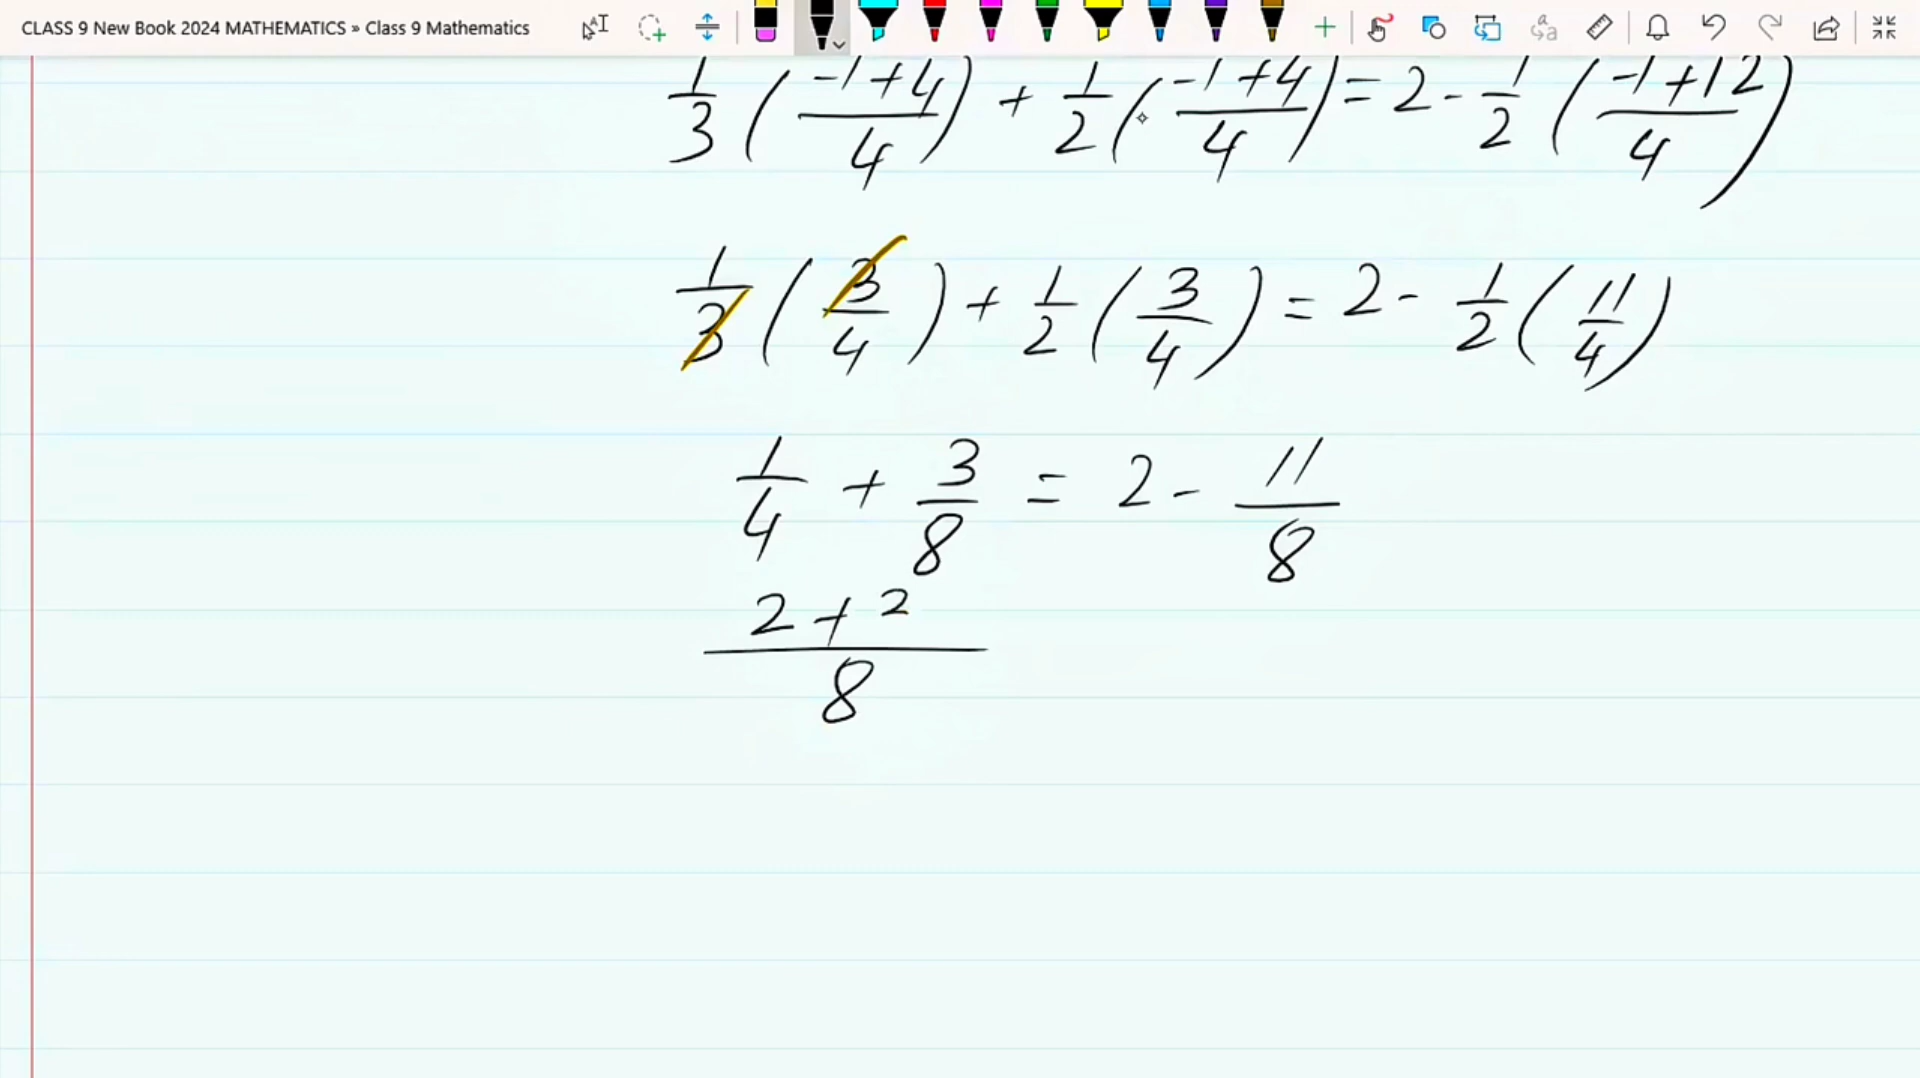 CLASS 9 New Book 2024 MATHEMATICS » Class 9 Mathematics
1/3 ( (-1+4)/4 ) + 1/2 ( (-1+4)/4 ) = 2 - 1/2 ( (-1+12)/4 )
1/3 ( 3/4 ) + 1/2 ( 3/4 ) = 2 - 1/2 ( 11/4 )
1/4 + 3/8 = 2 - 11/8
(2 + 2)/8